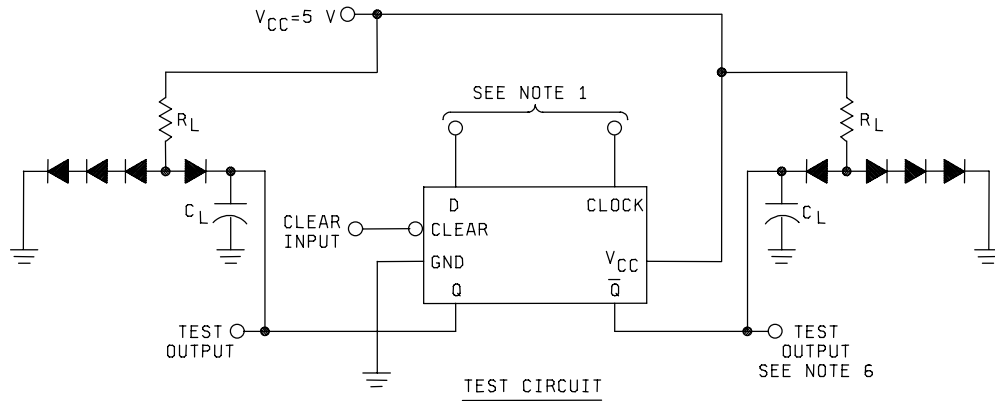 VCC=5 V
SEE NOTE 1
RL
RL
CL
CL
D
CLOCK
CLEAR
INPUT
CLEAR
GND
VCC
Q
Q̅
TEST
OUTPUT
TEST
OUTPUT
SEE NOTE 6
TEST CIRCUIT